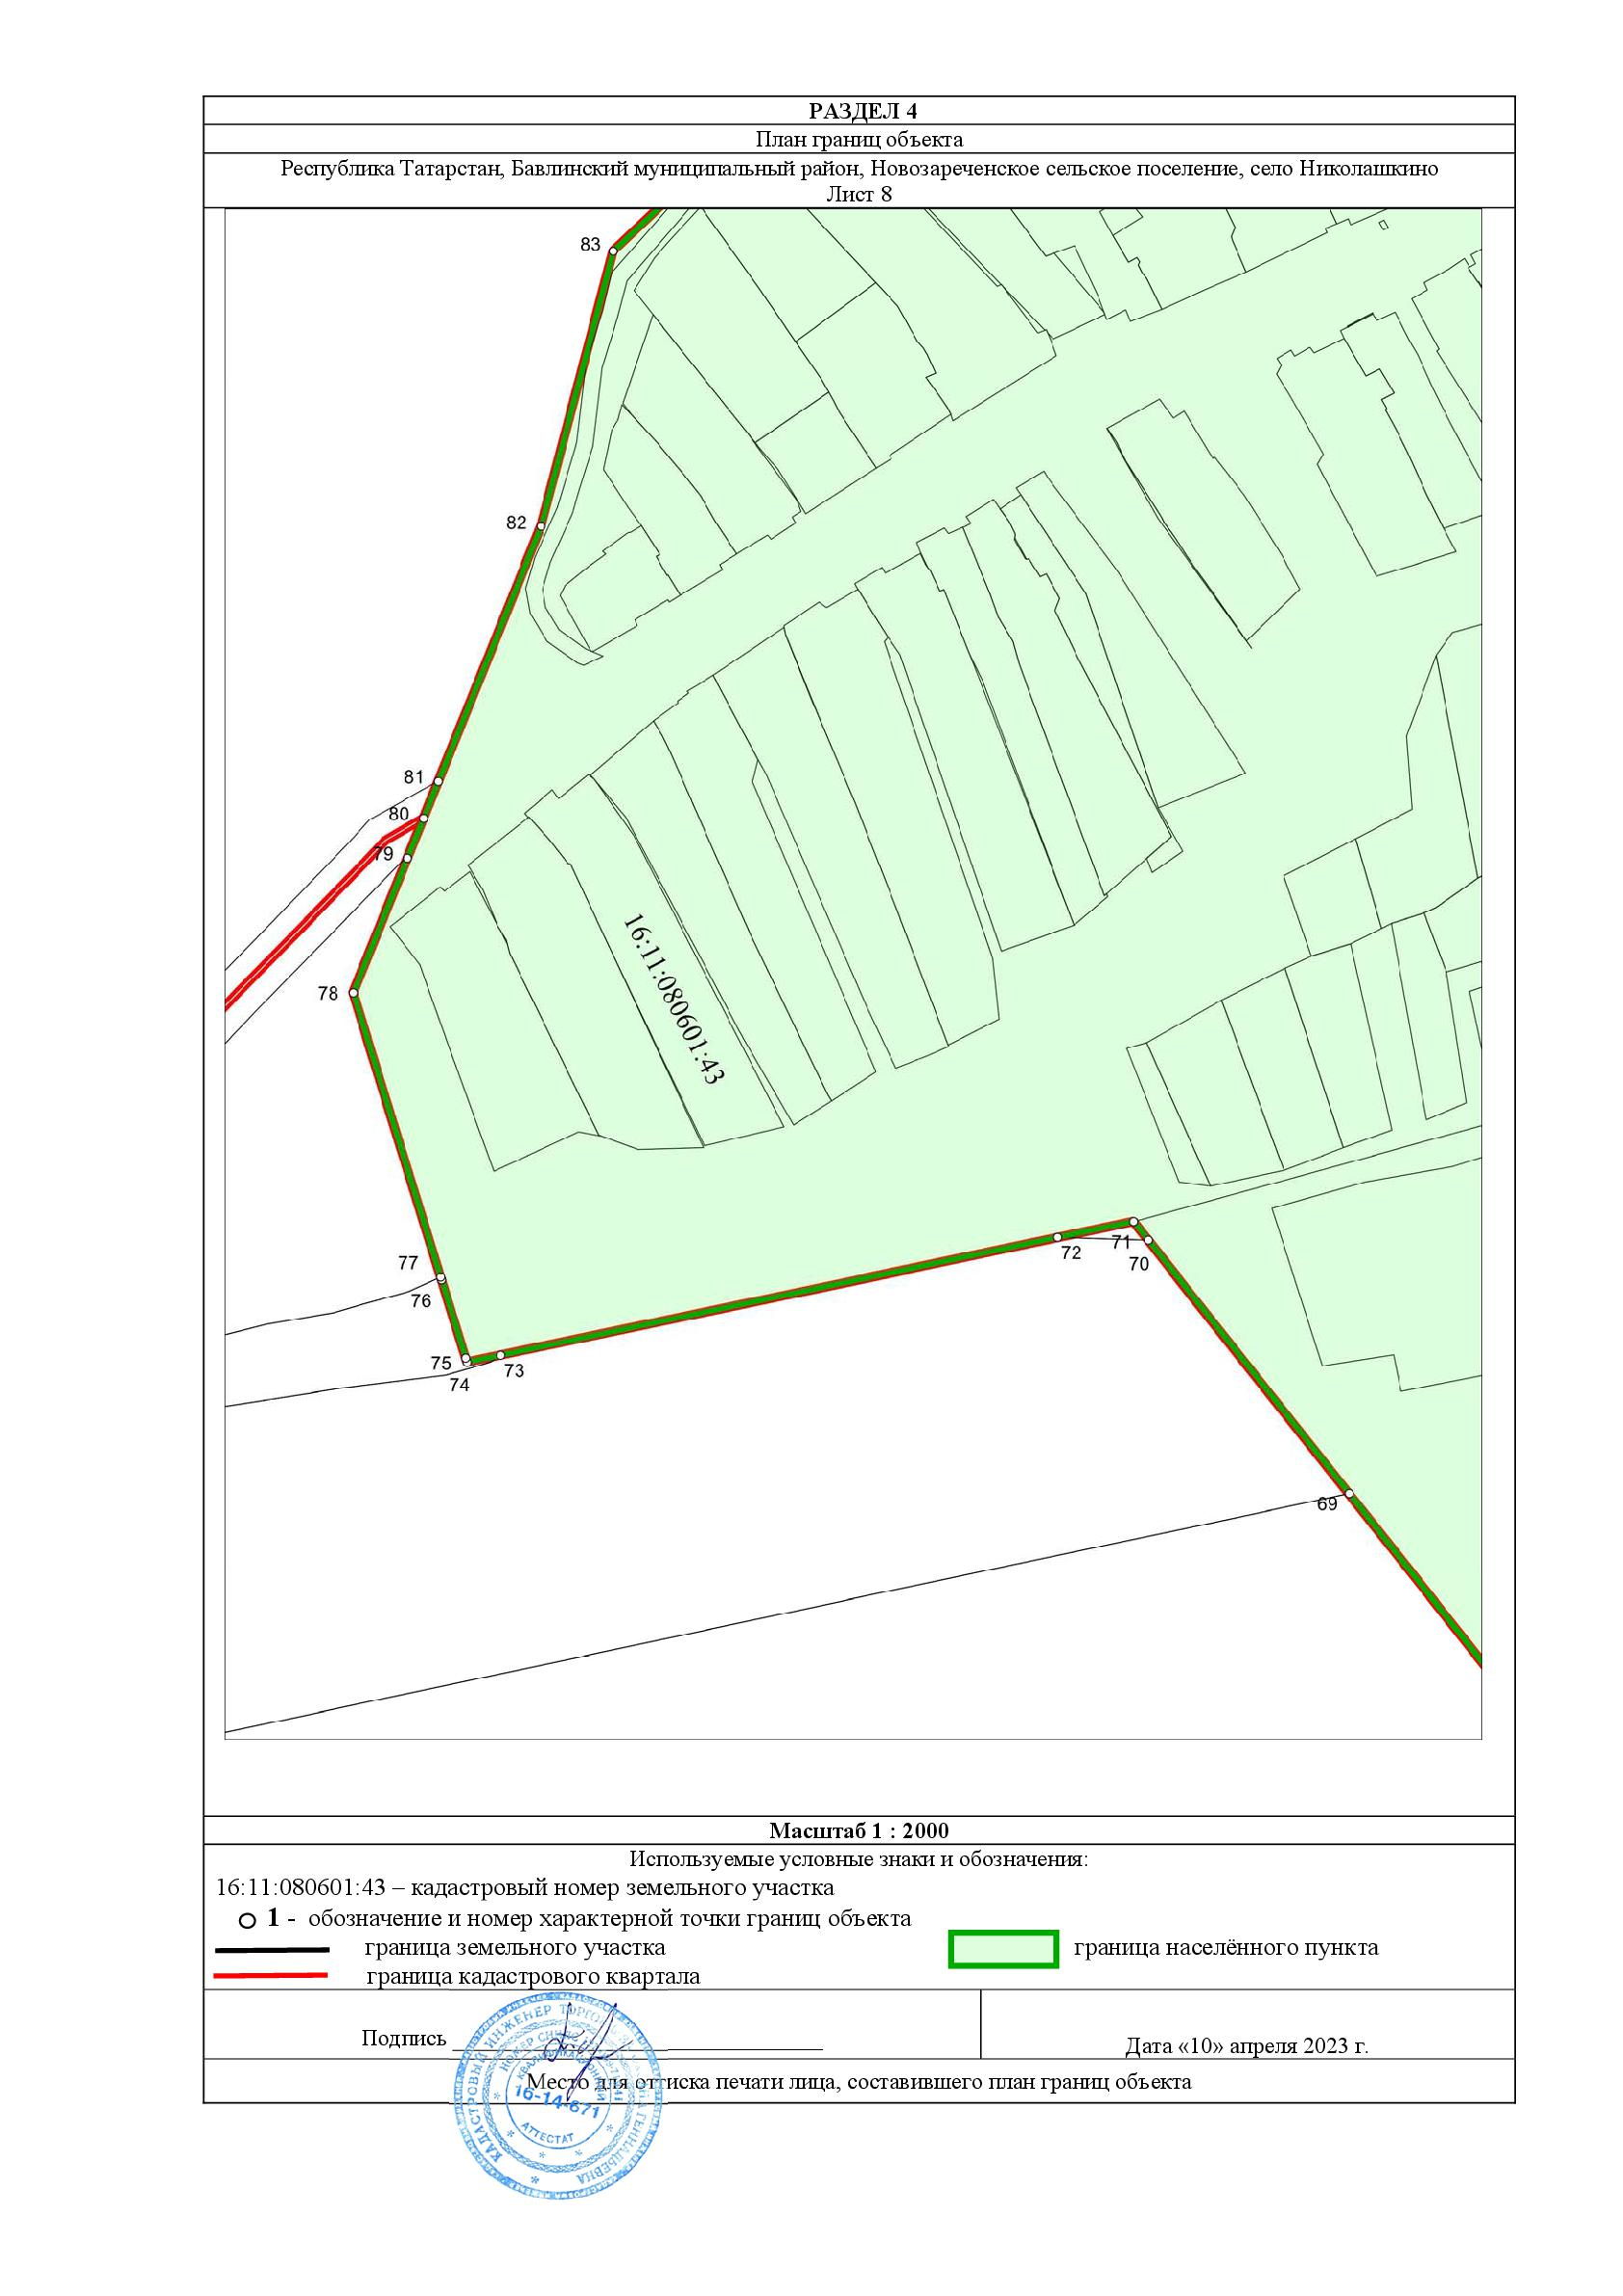 РАЗДЕЛ 4
План границ объекта
Республика Татарстан, Бавлинский муниципальный район, Новозареченское сельское поселение, село Николашкино
Лист 8
83
82
81
80
79
16:11:080601:43
78
71
72
70
77
76
75
73
74
69
Масштаб 1 : 2000
Используемые условные знаки и обозначения:
16:11:080601:43 – кадастровый номер земельного участка
1 - обозначение и номер характерной точки границ объекта
граница земельного участка
граница населённого пункта
граница кадастрового квартала
Подпись
Дата «10» апреля 2023 г.
Место для оттиска печати лица, составившего план границ объекта
КАДАСТРОВЫЙ ИНЖЕНЕР
ГЕННАДЬЕВНА
НОМЕР
16-14-671
АТТЕСТАТ